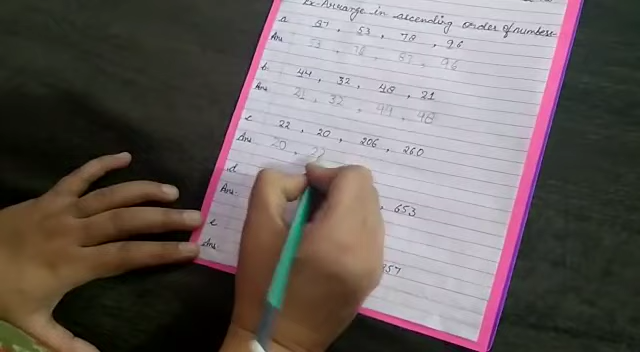 Ex-Arrange in ascending order of numbers-
a 87, 53, 78, 96
Ans 53, 78, 87, 96
b. 44, 32, 48, 21
Ans 21, 32, 44, 48
c 22, 20, 206, 260
Ans 20, 22
d
Ans , 653
e
Ans 957